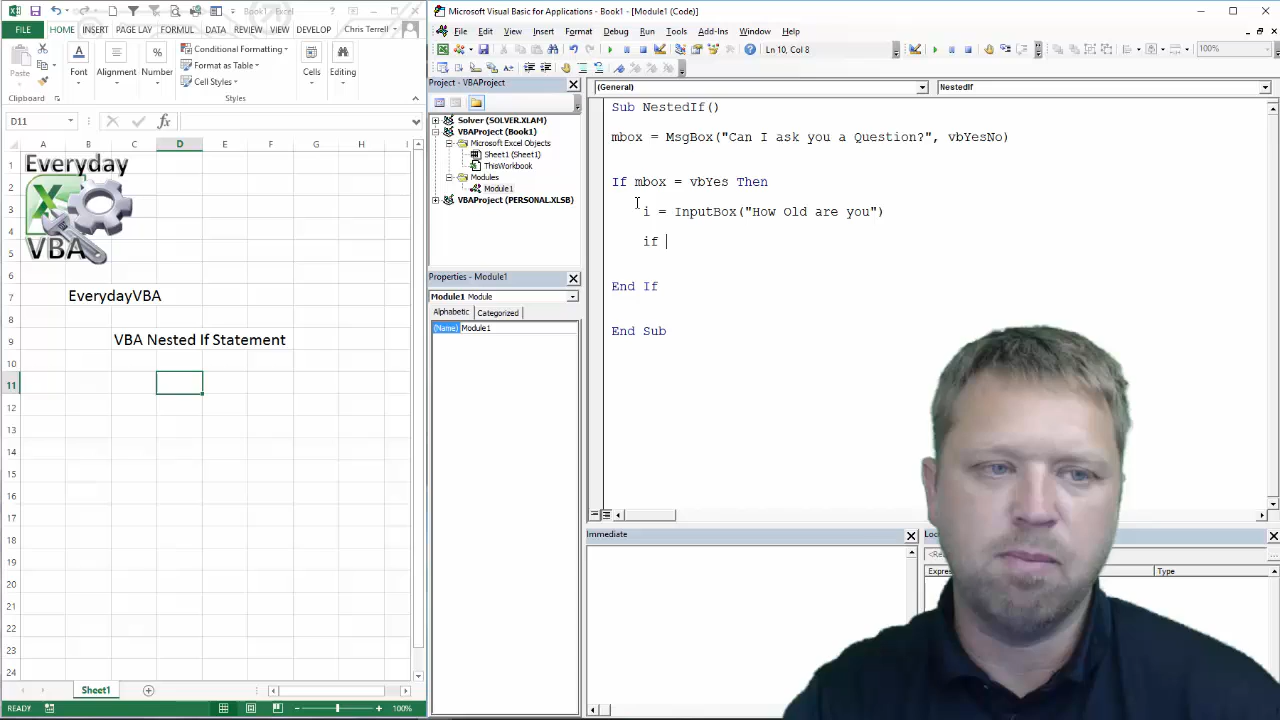 Book1 - Excel
FILE HOME INSERT PAGE LAY FORMUL DATA REVIEW VIEW DEVELOP Chris Terrell
Paste Font Alignment Number Conditional Formatting Cells Editing
Format as Table
Cell Styles
Clipboard Styles
D11 fx
A B C D E F G H I
1
2
3
4
5
6
7
8
9
10
11
12
13
14
15
16
17
18
19
20
21
22
23
24
Everyday
VBA
EverydayVBA
VBA Nested If Statement
Sheet1
READY 100%
Microsoft Visual Basic for Applications - Book1 - [Module1 (Code)]
File Edit View Insert Format Debug Run Tools Add-Ins Window Help
Ln 10, Col 8 100%
Project - VBAProject
Solver (SOLVER.XLAM)
VBAProject (Book1)
Microsoft Excel Objects
Sheet1 (Sheet1)
ThisWorkbook
Modules
Module1
VBAProject (PERSONAL.XLSB)
Properties - Module1
Module1 Module
Alphabetic Categorized
(Name) Module1
(General) NestedIf
Sub NestedIf()
mbox = MsgBox("Can I ask you a Question?", vbYesNo)
If mbox = vbYes Then
i = InputBox("How Old are you")
if
End If
End Sub
Immediate
Loc
<Re
Expres Type